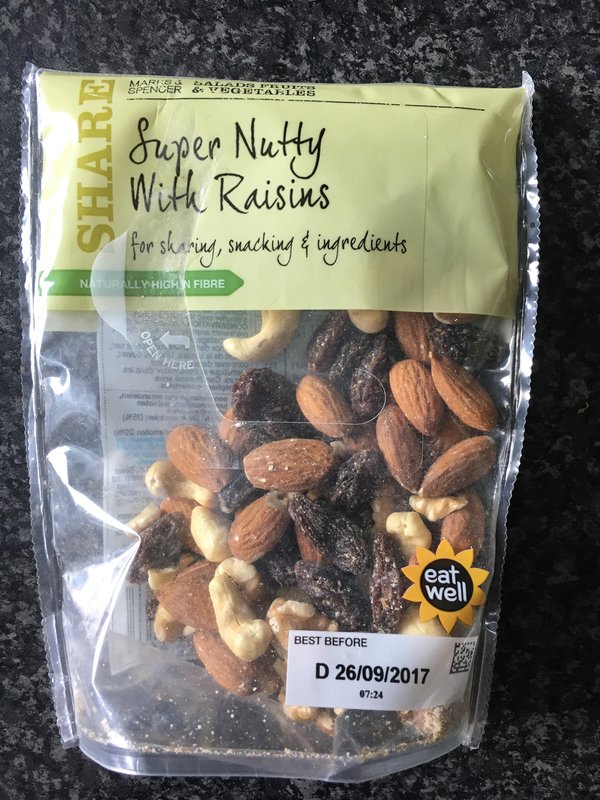 SHARE
MARKS & SPENCER
SALADS FRUITS & VEGETABLES
Super Nutty
With Raisins
for sharing, snacking & ingredients
NATURALLY HIGH IN FIBRE
OPEN HERE
eat
well
BEST BEFORE
D 26/09/2017
07:24